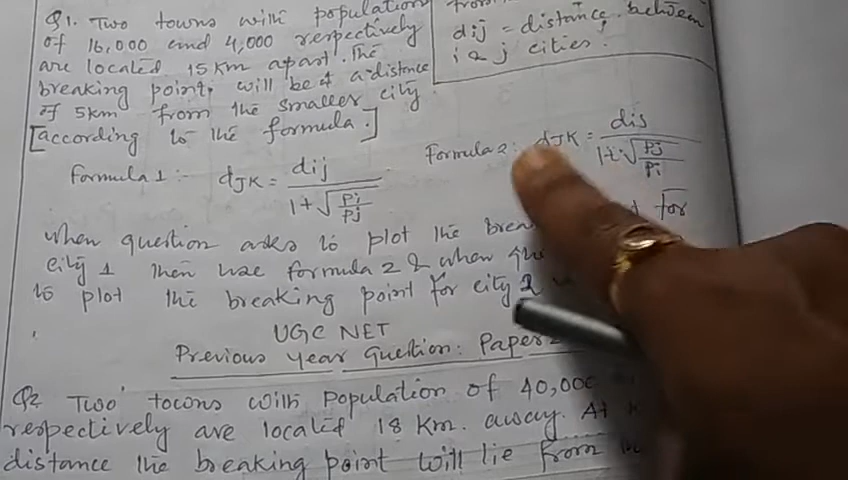 Q1. Two towns with population
of 16,000 and 4,000 respectively
are located 15 Km apart. The
breaking point will be at a distance
of 5 km from the smaller city
[according to the formula.]
dij = distance between
i & j cities.
Formula 1 :- dJK = dij / 1+√Pi/Pj
Formula 2 :- dJK = dis / 1+√Pj/Pi
when question asks to plot the for
city 1 then use formula 2 & when
to plot the breaking point for city 2
UGC NET
Previous year question: Paper
Q2 Two towns with Population of 40,000
respectively are located 18 Km. away. At
distance the breaking point will lie from